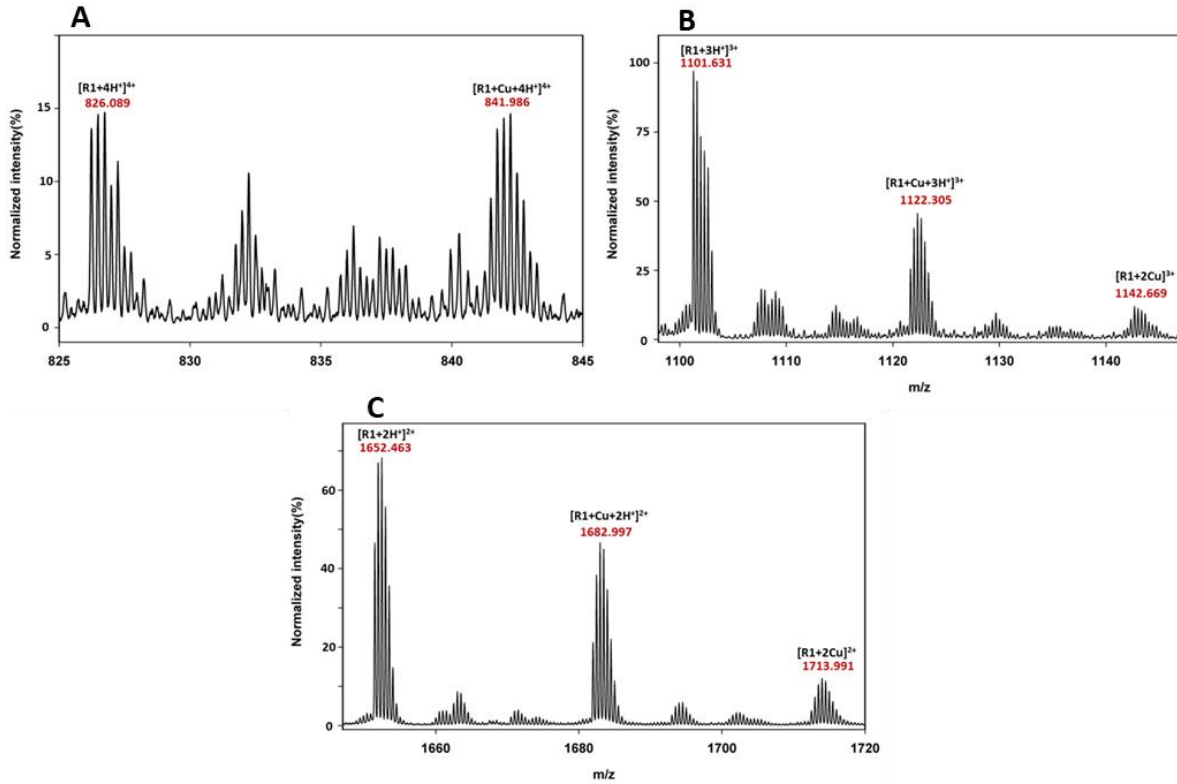 A
[R1+4H⁺]⁴⁺
826.089
[R1+Cu+4H⁺]⁴⁺
841.986
Normalized intensity(%)
15
10
5
0
825
830
835
840
845
B
[R1+3H⁺]³⁺
1101.631
[R1+Cu+3H⁺]³⁺
1122.305
[R1+2Cu]³⁺
1142.669
Normalized intensity(%)
100
75
50
25
0
1100
1110
1120
1130
1140
m/z
C
[R1+2H⁺]²⁺
1652.463
[R1+Cu+2H⁺]²⁺
1682.997
[R1+2Cu]²⁺
1713.991
Normalized intensity(%)
60
40
20
0
1660
1680
1700
1720
m/z